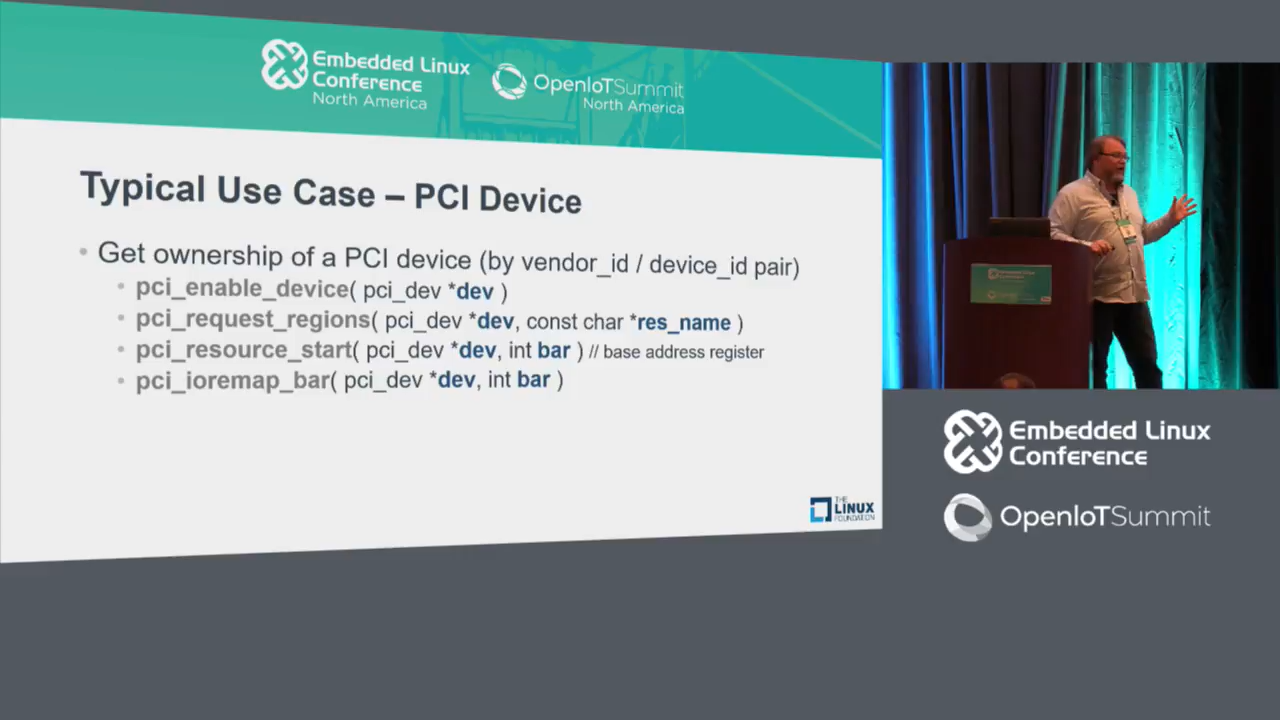 Embedded Linux
Conference
North America
OpenIoTSummit
North America
Typical Use Case – PCI Device
• Get ownership of a PCI device (by vendor_id / device_id pair)
• pci_enable_device( pci_dev *dev )
• pci_request_regions( pci_dev *dev, const char *res_name )
• pci_resource_start( pci_dev *dev, int bar ) // base address register
• pci_ioremap_bar( pci_dev *dev, int bar )
THE
LINUX
FOUNDATION
Embedded Linux
Conference
OpenIoTSummit